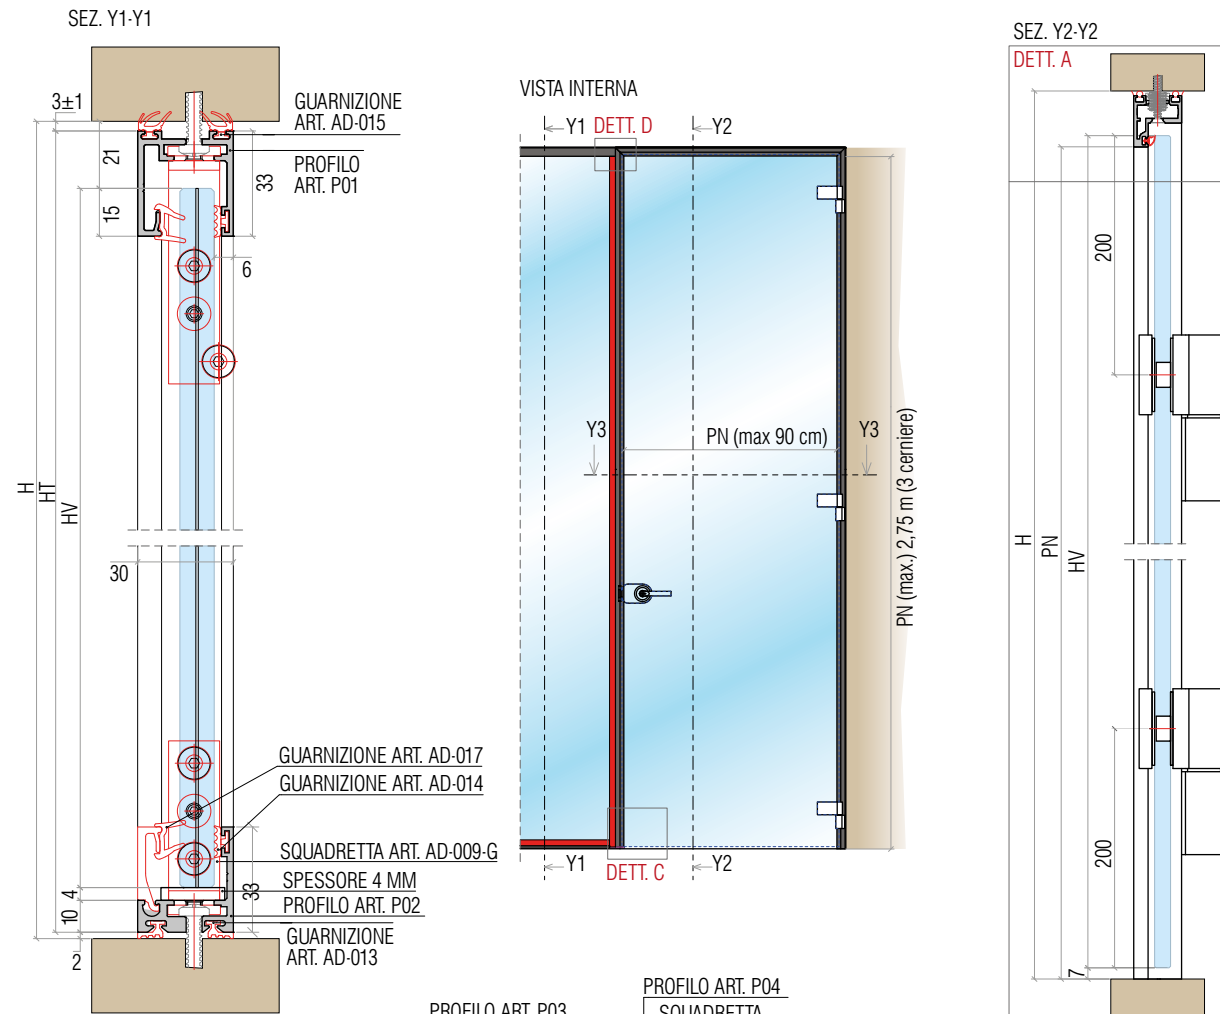 SEZ. Y1-Y1
3±1
GUARNIZIONE
ART. AD-015
PROFILO
ART. P01
21
15
33
6
H
HT
HV
30
GUARNIZIONE ART. AD-017
GUARNIZIONE ART. AD-014
SQUADRETTA ART. AD-009-G
SPESSORE 4 MM
PROFILO ART. P02
GUARNIZIONE
ART. AD-013
33
4
10
2
VISTA INTERNA
Y1
DETT. D
Y2
Y3
PN (max 90 cm)
Y3
PN (max.) 2,75 m (3 cerniere)
Y1
DETT. C
Y2
PROFILO ART. P03
PROFILO ART. P04
SQUADRETTA
SEZ. Y2-Y2
DETT. A
200
H
PN
HV
200
7